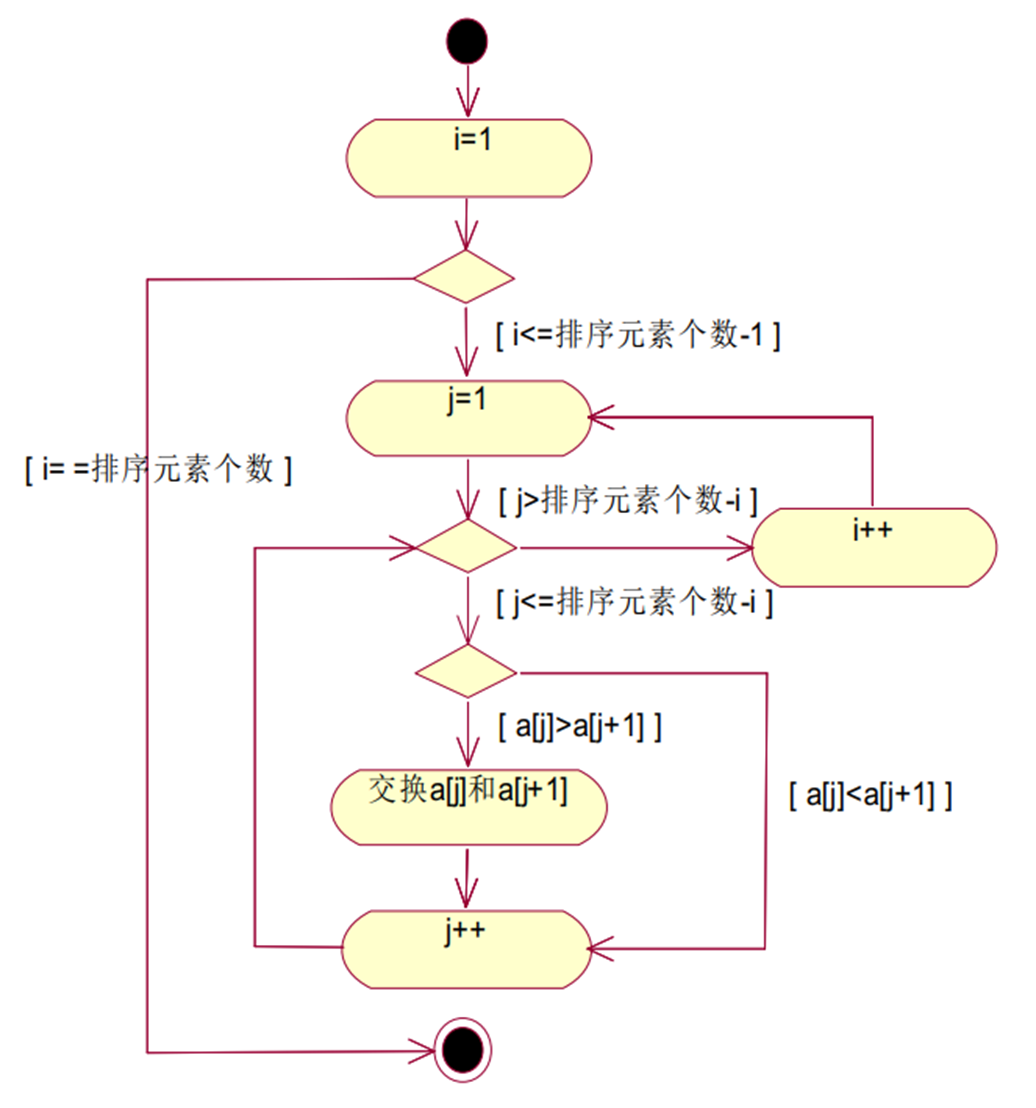 i=1
[ i<=排序元素个数-1 ]
j=1
[ i= =排序元素个数 ]
[ j>排序元素个数-i ]
i++
[ j<=排序元素个数-i ]
[ a[j]>a[j+1] ]
交换a[j]和a[j+1]
[ a[j]<a[j+1] ]
j++